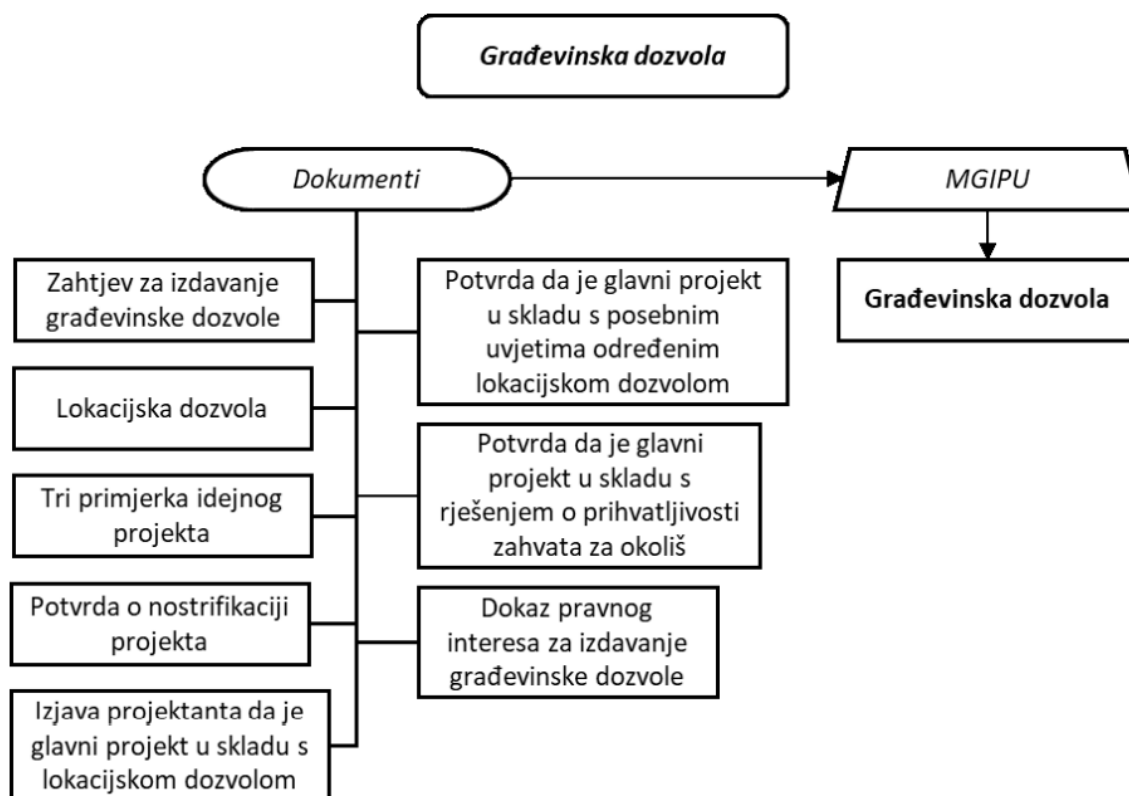 Građevinska dozvola
Dokumenti
MGIPU
Zahtjev za izdavanje
građevinske dozvole
Lokacijska dozvola
Tri primjerka idejnog
projekta
Potvrda o nostrifikaciji
projekta
Izjava projektanta da je
glavni projekt u skladu s
lokacijskom dozvolom
Potvrda da je glavni projekt
u skladu s posebnim
uvjetima određenim
lokacijskom dozvolom
Potvrda da je glavni
projekt u skladu s
rješenjem o prihvatljivosti
zahvata za okoliš
Dokaz pravnog
interesa za izdavanje
građevinske dozvole
Građevinska dozvola